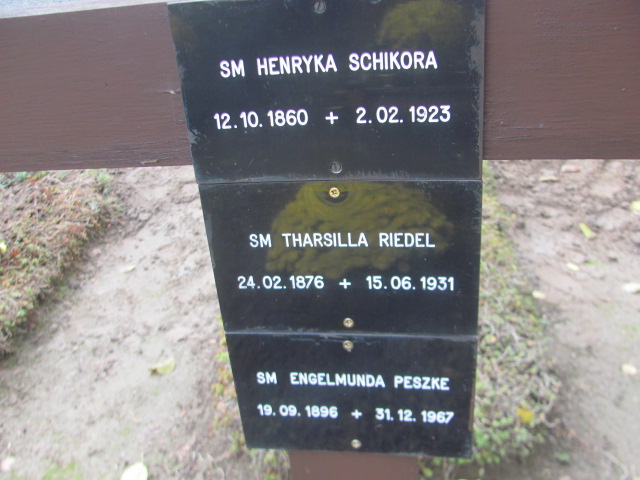 SM HENRYKA SCHIKORA
12.10.1860 + 2.02.1923
SM THARSILLA RIEDEL
24.02.1876 + 15.06.1931
SM ENGELMUNDA PESZKE
19.09.1896 + 31.12.1967